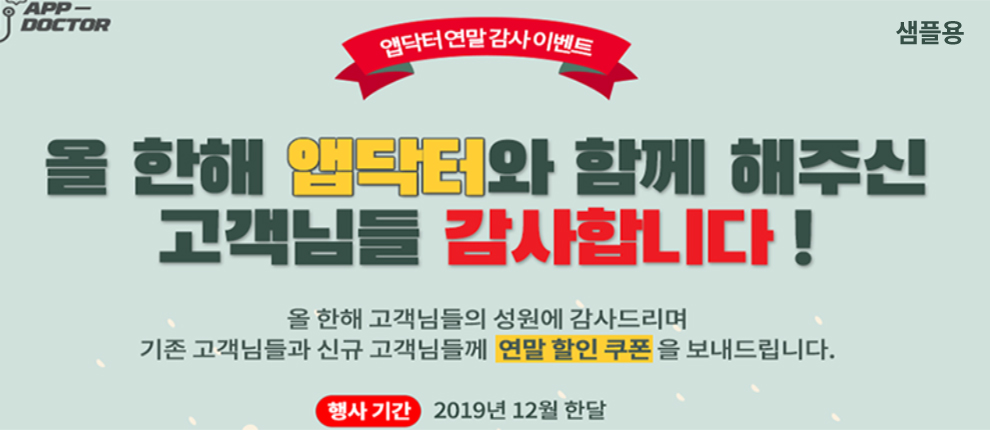 APP-
DOCTOR
샘플용
앱닥터 연말 감사 이벤트
올 한해 앱닥터와 함께 해주신
고객님들 감사합니다 !
올 한해 고객님들의 성원에 감사드리며
기존 고객님들과 신규 고객님들께 연말 할인 쿠폰 을 보내드립니다.
행사 기간 2019년 12월 한달